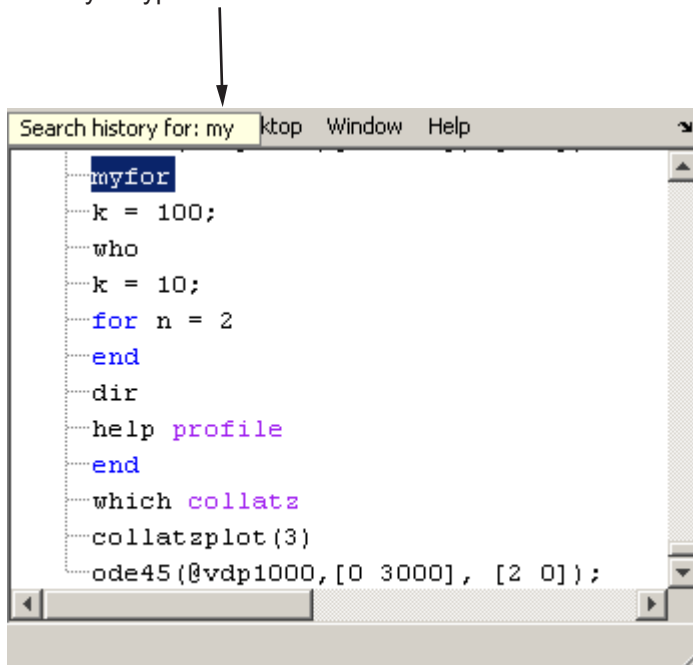 Search history for: my ktop Window Help
myfor
k = 100;
who
k = 10;
for n = 2
end
dir
help profile
end
which collatz
collatzplot(3)
ode45(@vdp1000,[0 3000], [2 0]);